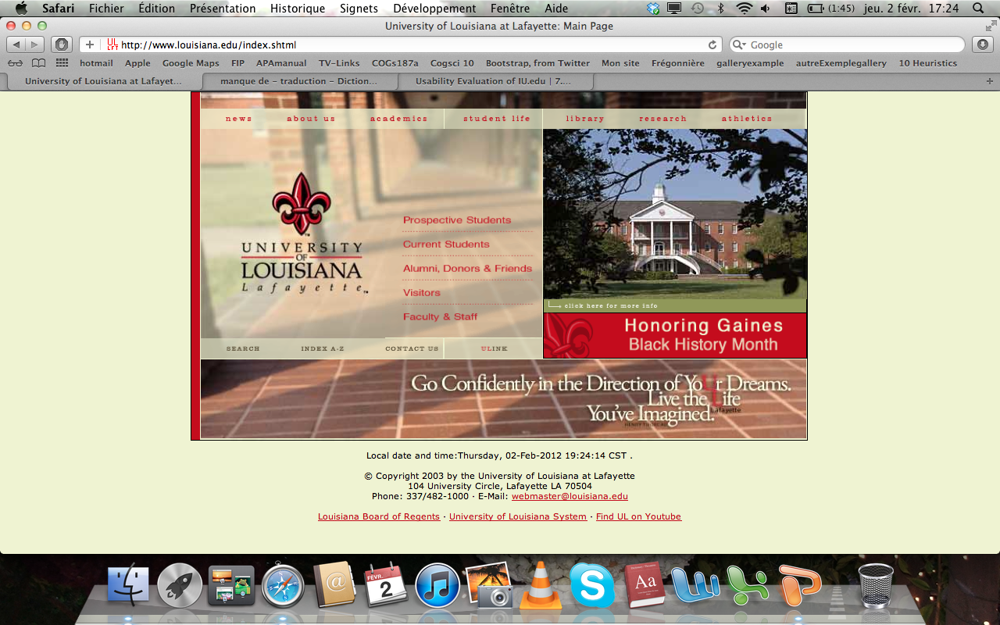 Safari Fichier Édition Présentation Historique Signets Développement Fenêtre Aide (1:45) jeu. 2 févr. 17:24
University of Louisiana at Lafayette: Main Page
UL LFT http://www.louisiana.edu/index.shtml Google
hotmail Apple Google Maps FIP APAmanual TV-Links COGs187a Cogsci 10 Bootstrap, from Twitter Mon site Frégonnière galleryexample autreExemplegallery 10 Heuristics
University of Louisiana at Lafayet... manque de – traduction – Diction... Usability Evaluation of IU.edu | 7....
news about us academics student life library research athletics
UNIVERSITY
OF
LOUISIANA
Lafayette™
Prospective Students
Current Students
Alumni, Donors & Friends
Visitors
Faculty & Staff
click here for more info
Honoring Gaines
Black History Month
SEARCH INDEX A-Z CONTACT US ULINK
Go Confidently in the Direction of YoUr Dreams.
Live the Life
You've Imagined.
Lafayette
Local date and time:Thursday, 02-Feb-2012 19:24:14 CST .
© Copyright 2003 by the University of Louisiana at Lafayette
104 University Circle, Lafayette LA 70504
Phone: 337/482-1000 · E-Mail: webmaster@louisiana.edu
Louisiana Board of Regents · University of Louisiana System · Find UL on Youtube
FÉVR.
2
Aa